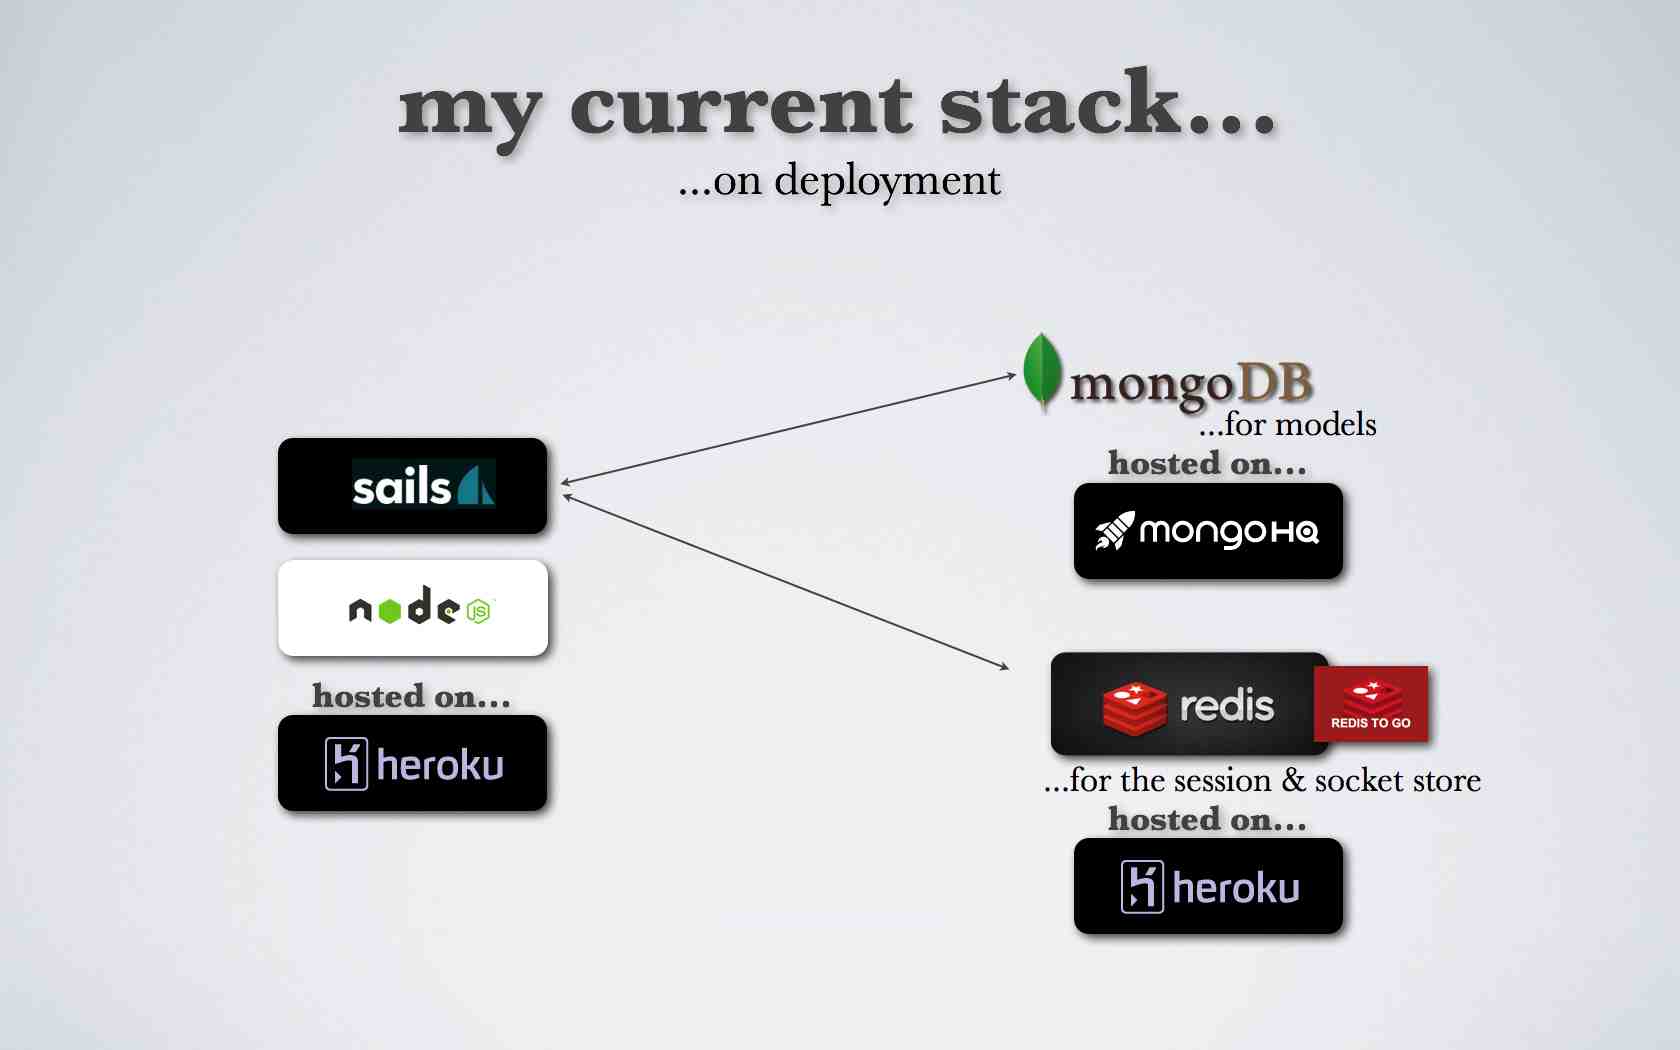 my current stack...
...on deployment
sails
node JS
hosted on...
heroku
mongoDB
...for models
hosted on...
mongoHQ
redis
REDIS TO GO
...for the session & socket store
hosted on...
heroku